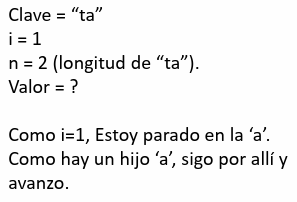 Clave = “ta”
i = 1
n = 2 (longitud de “ta”).
Valor = ?

Como i=1, Estoy parado en la ‘a’.
Como hay un hijo ‘a’, sigo por allí y
avanzo.